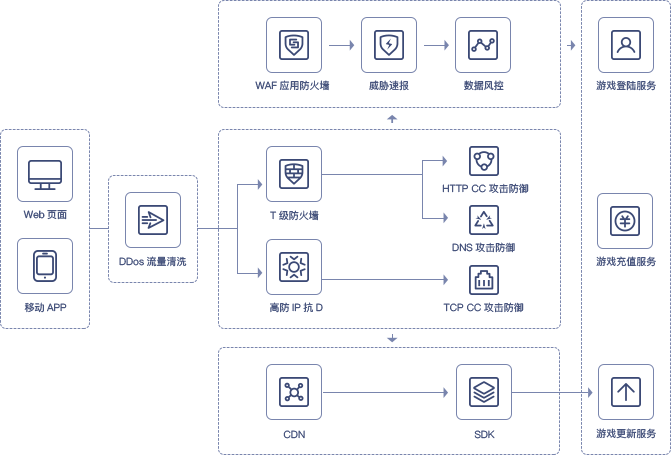 WAF 应用防火墙
威胁速报
数据风控
游戏登陆服务
Web 页面
移动 APP
DDos 流量清洗
T 级防火墙
高防 IP 抗 D
HTTP CC 攻击防御
DNS 攻击防御
TCP CC 攻击防御
游戏充值服务
CDN
SDK
游戏更新服务